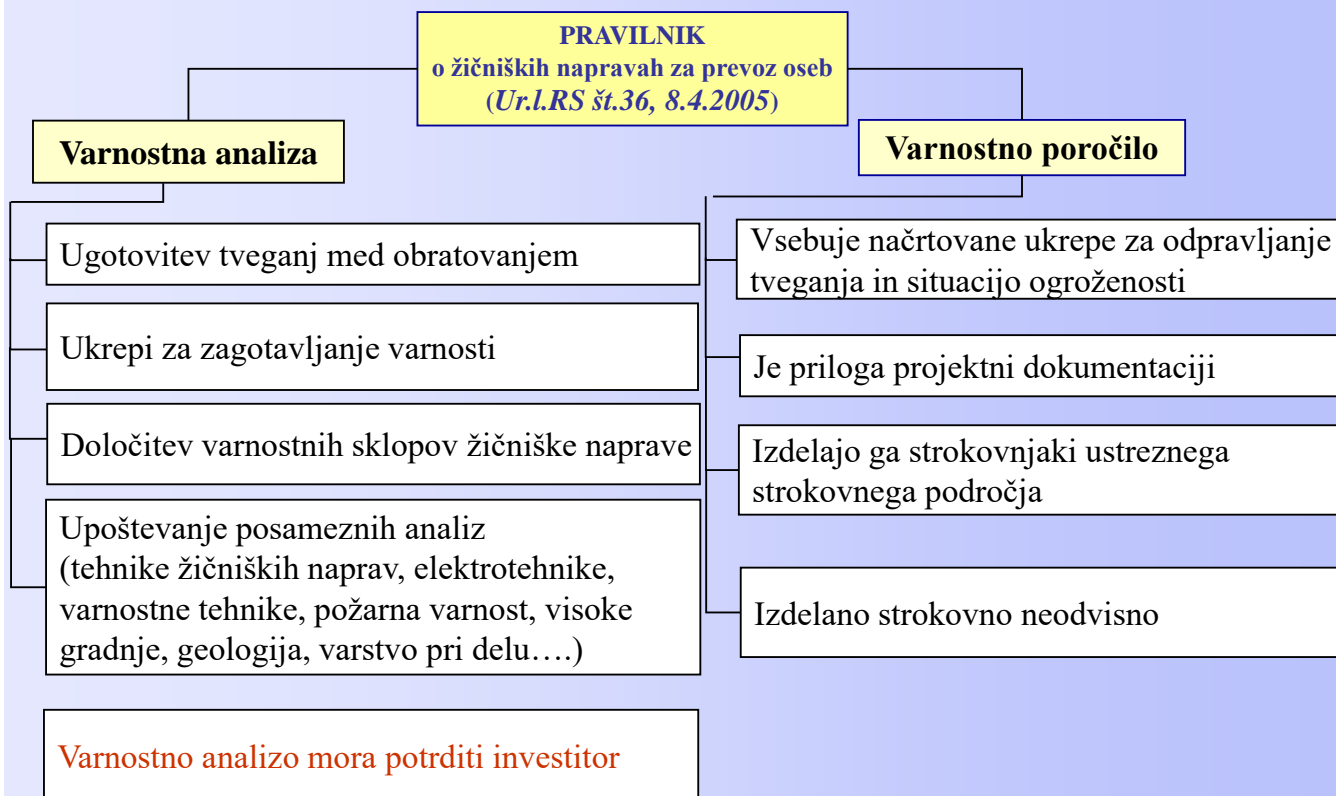 PRAVILNIK
o žičniških napravah za prevoz oseb
(Ur.l.RS št.36, 8.4.2005)
Varnostna analiza
Ugotovitev tveganj med obratovanjem
Ukrepi za zagotavljanje varnosti
Določitev varnostnih sklopov žičniške naprave
Upoštevanje posameznih analiz
(tehnike žičniških naprav, elektrotehnike,
varnostne tehnike, požarna varnost, visoke
gradnje, geologija, varstvo pri delu….)
Varnostno analizo mora potrditi investitor
Varnostno poročilo
Vsebuje načrtovane ukrepe za odpravljanje
tveganja in situacijo ogroženosti
Je priloga projektni dokumentaciji
Izdelajo ga strokovnjaki ustreznega
strokovnega področja
Izdelano strokovno neodvisno